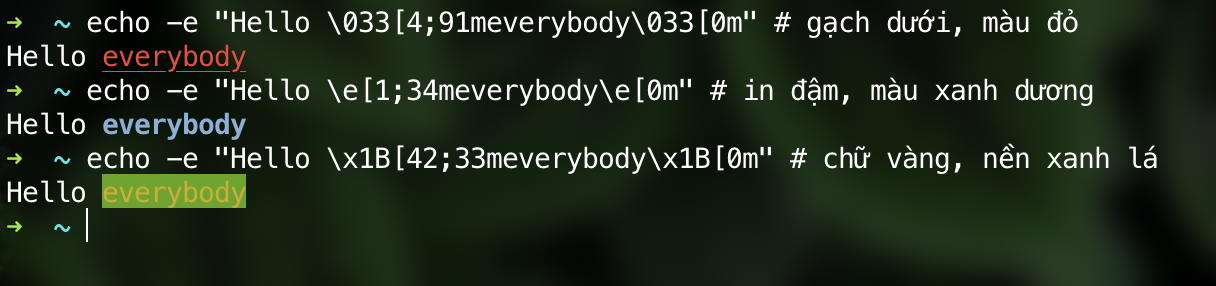 ➜  ~ echo -e "Hello \033[4;91meverybody\033[0m" # gạch dưới, màu đỏ
Hello everybody
➜  ~ echo -e "Hello \e[1;34meverybody\e[0m" # in đậm, màu xanh dương
Hello everybody
➜  ~ echo -e "Hello \x1B[42;33meverybody\x1B[0m" # chữ vàng, nền xanh lá
Hello everybody
➜  ~